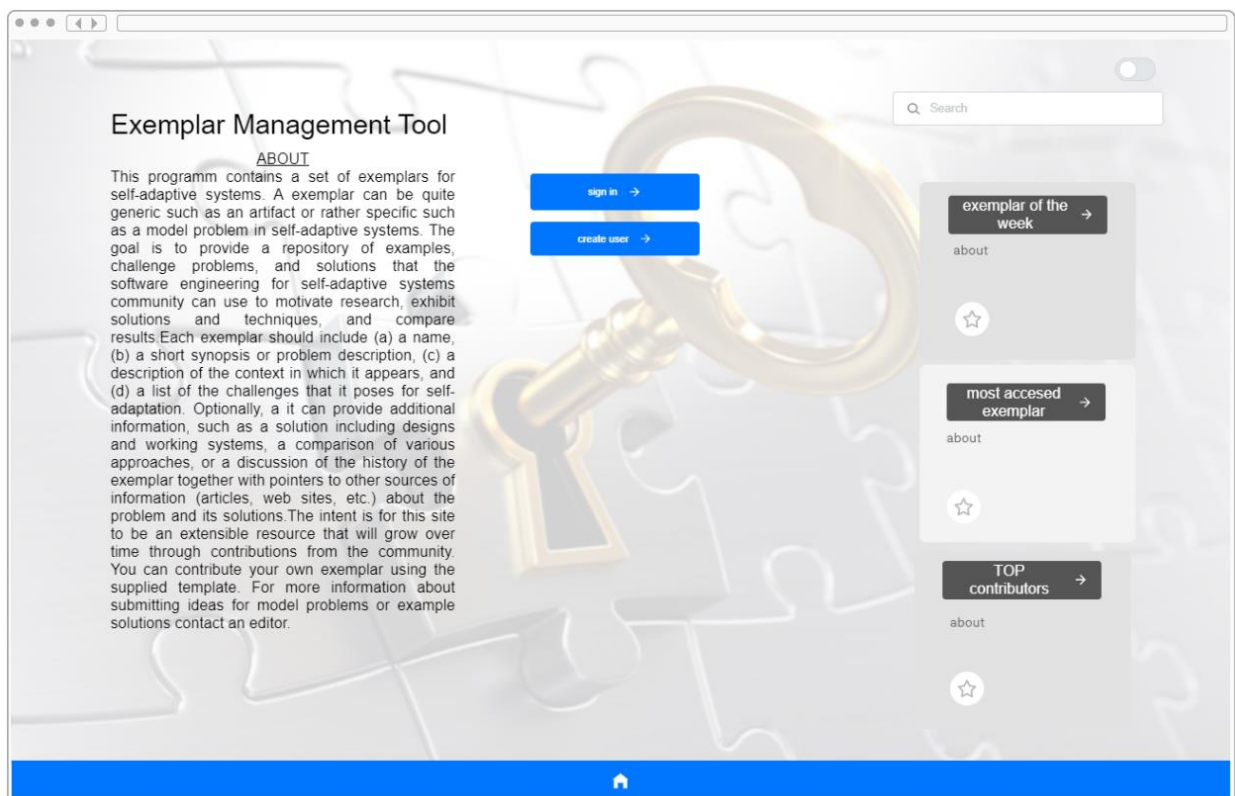 Exemplar Management Tool
ABOUT
This programm contains a set of exemplars for
self-adaptive systems. A exemplar can be quite
generic such as an artifact or rather specific such
as a model problem in self-adaptive systems. The
goal is to provide a repository of examples,
challenge problems, and solutions that the
software engineering for self-adaptive systems
community can use to motivate research, exhibit
solutions and techniques, and compare
results.Each exemplar should include (a) a name,
(b) a short synopsis or problem description, (c) a
description of the context in which it appears, and
(d) a list of the challenges that it poses for self-
adaptation. Optionally, a it can provide additional
information, such as a solution including designs
and working systems, a comparison of various
approaches, or a discussion of the history of the
exemplar together with pointers to other sources of
information (articles, web sites, etc.) about the
problem and its solutions.The intent is for this site
to be an extensible resource that will grow over
time through contributions from the community.
You can contribute your own exemplar using the
supplied template. For more information about
submitting ideas for model problems or example
solutions contact an editor.
sign in
create user
Search
exemplar of the
week
about
most accesed
exemplar
about
TOP
contributors
about